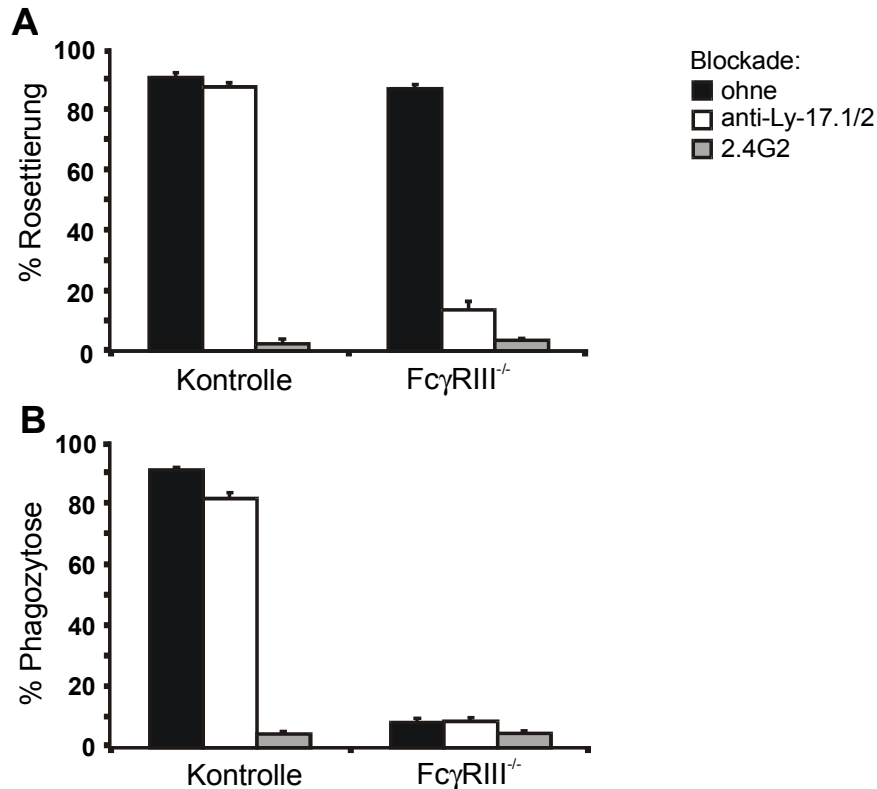 A
% Rosettierung
100
80
60
40
20
0
Kontrolle
FcγRIII-/-
Blockade:
ohne
anti-Ly-17.1/2
2.4G2
B
% Phagozytose
100
80
60
40
20
0
Kontrolle
FcγRIII-/-